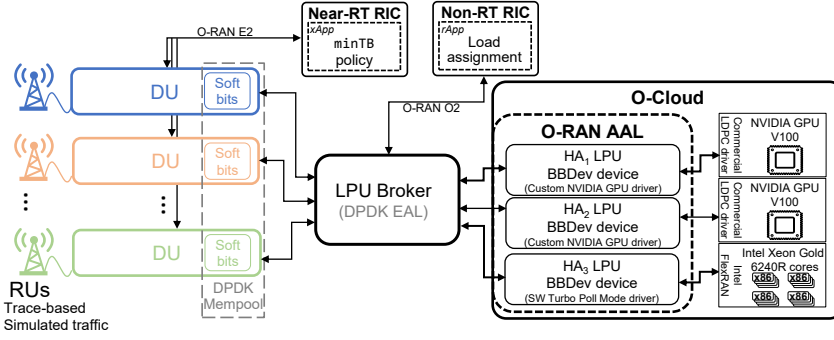 Near-RT RIC
xApp
minTB
policy
Non-RT RIC
rApp
Load
assignment
O-RAN E2
O-RAN O2
DU
Soft
bits
DU
Soft
bits
...
...
DU
Soft
bits
DPDK
Mempool
RUs
Trace-based
Simulated traffic
LPU Broker
(DPDK EAL)
O-Cloud
O-RAN AAL
HA1 LPU
BBDev device
(Custom NVIDIA GPU driver)
HA2 LPU
BBDev device
(Custom NVIDIA GPU driver)
HA3 LPU
BBDev device
(SW Turbo Poll Mode driver)
Commercial
LDPC driver
NVIDIA GPU
V100
Commercial
LDPC driver
NVIDIA GPU
V100
Intel
FlexRAN
Intel Xeon Gold
6240R cores
x86
x86
x86
x86